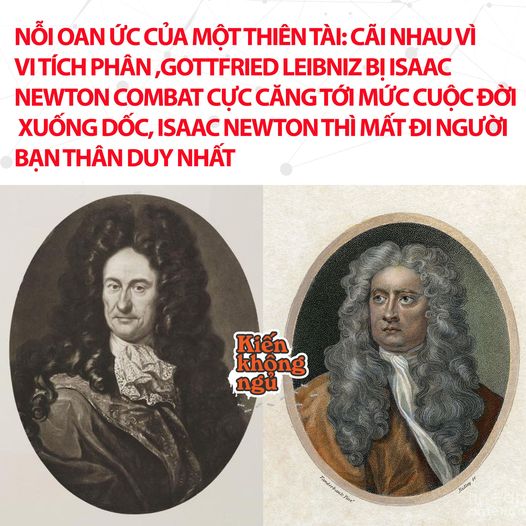 NỖI OAN ỨC CỦA MỘT THIÊN TÀI: CÃI NHAU VÌ
VI TÍCH PHÂN ,GOTTFRIED LEIBNIZ BỊ ISAAC
NEWTON COMBAT CỰC CĂNG TỚI MỨC CUỘC ĐỜI
XUỐNG DỐC, ISAAC NEWTON THÌ MẤT ĐI NGƯỜI
BẠN THÂN DUY NHẤT
Kiến
không
ngủ